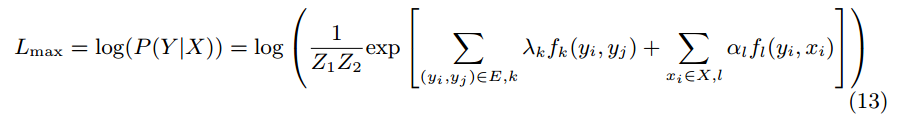 L_max = log(P(Y|X)) = log ( 1 / Z_1 Z_2 exp [ ∑_{(y_i,y_j)∈E,k} λ_k f_k(y_i, y_j) + ∑_{x_i∈X,l} α_l f_l(y_i, x_i) ] )
(13)